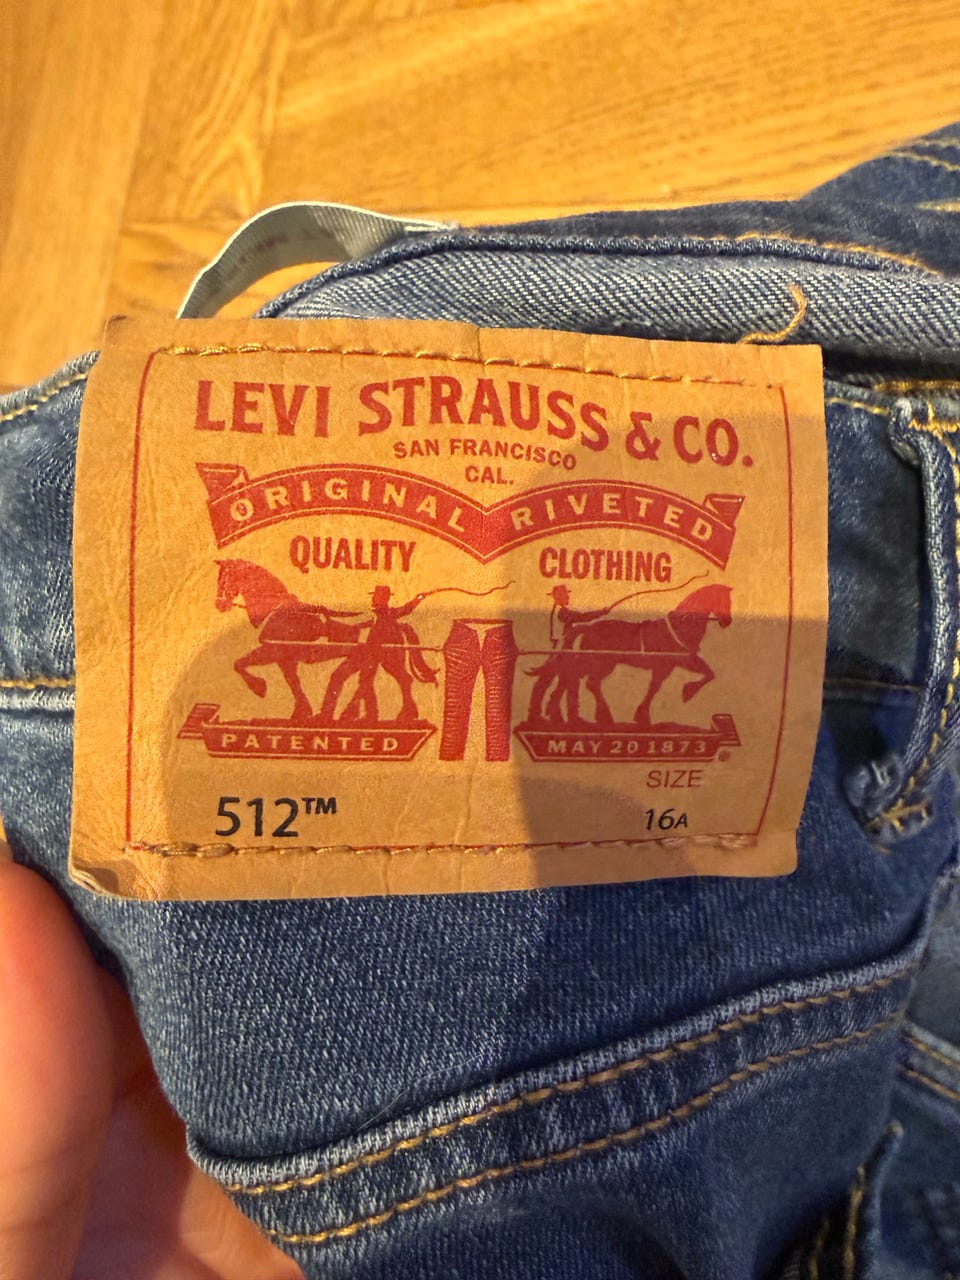 LEVI STRAUSS & CO.
SAN FRANCISCO
CAL.
ORIGINAL RIVETED
QUALITY CLOTHING
PATENTED MAY 20 1873
SIZE
512™ 16A